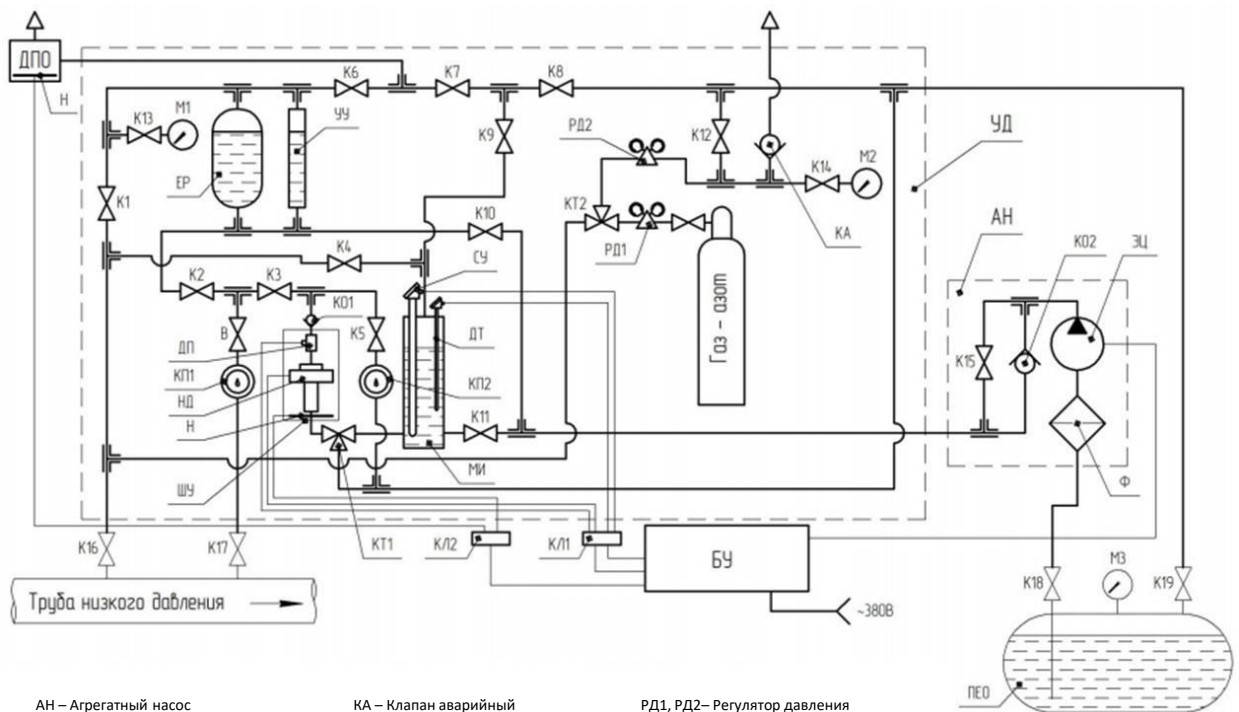 ДПО
Н
К6
К7
К8
К13
М1
УУ
К9
РД2
К12
К14
М2
УД
ЕР
К1
КТ2
К10
РД1
КА
АН
К4
СУ
КО2
ЭЦ
К2
К3
КО1
К5
ДТ
Газ - азот
В
ДП
КП1
КП2
К15
НД
К11
Н
МИ
Ф
ШУ
К16
К17
КТ1
КЛ2
КЛ1
БУ
М3
К18
К19
Труба низкого давления
~380В
ПЕО
АН – Агрегатный насос КА – Клапан аварийный РД1, РД2– Регулятор давления